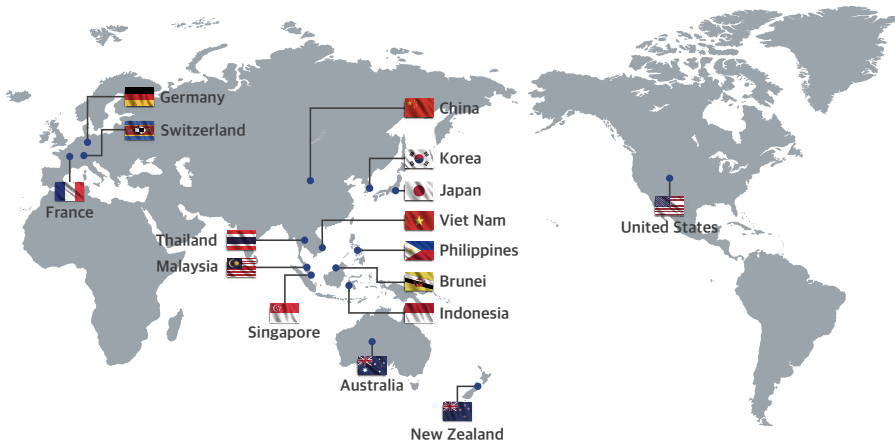 Germany
China
Switzerland
Korea
Japan
France
Viet Nam
United States
Thailand
Philippines
Malaysia
Brunei
Indonesia
Singapore
Australia
New Zealand